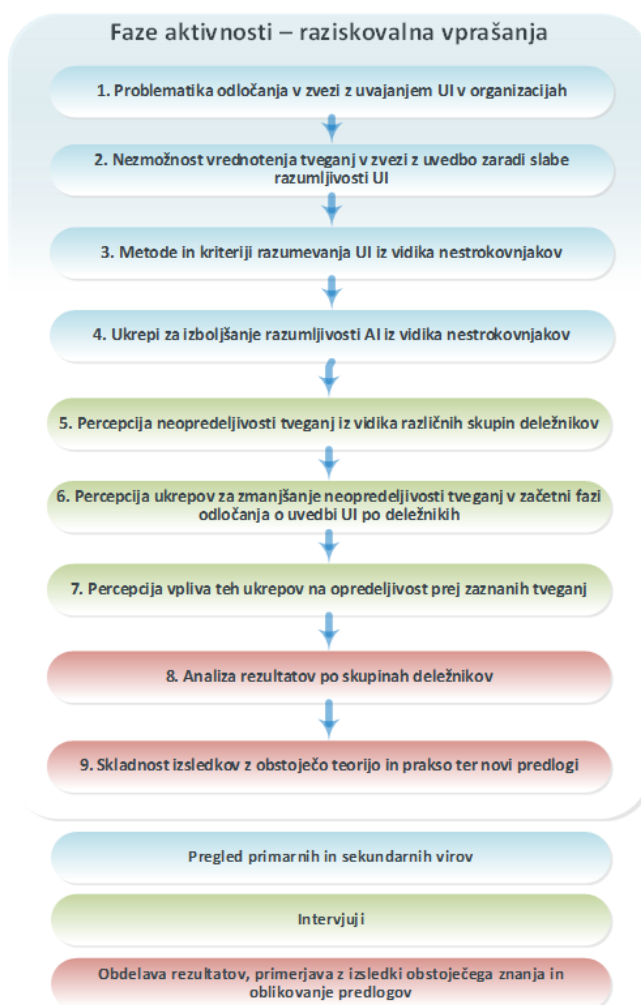 Faze aktivnosti – raziskovalna vprašanja
1. Problematika odločanja v zvezi z uvajanjem UI v organizacijah
2. Nezmožnost vrednotenja tveganj v zvezi z uvedbo zaradi slabe
razumljivosti UI
3. Metode in kriteriji razumevanja UI iz vidika nestrokovnjakov
4. Ukrepi za izboljšanje razumljivosti AI iz vidika nestrokovnjakov
5. Percepcija neopredeljivosti tveganj iz vidika različnih skupin deležnikov
6. Percepcija ukrepov za zmanjšanje neopredeljivosti tveganj v začetni fazi
odločanja o uvedbi UI po deležnikih
7. Percepcija vpliva teh ukrepov na opredeljivost prej zaznanih tveganj
8. Analiza rezultatov po skupinah deležnikov
9. Skladnost izsledkov z obstoječo teorijo in prakso ter novi predlogi
Pregled primarnih in sekundarnih virov
Intervjuji
Obdelava rezultatov, primerjava z izsledki obstoječega znanja in
oblikovanje predlogov